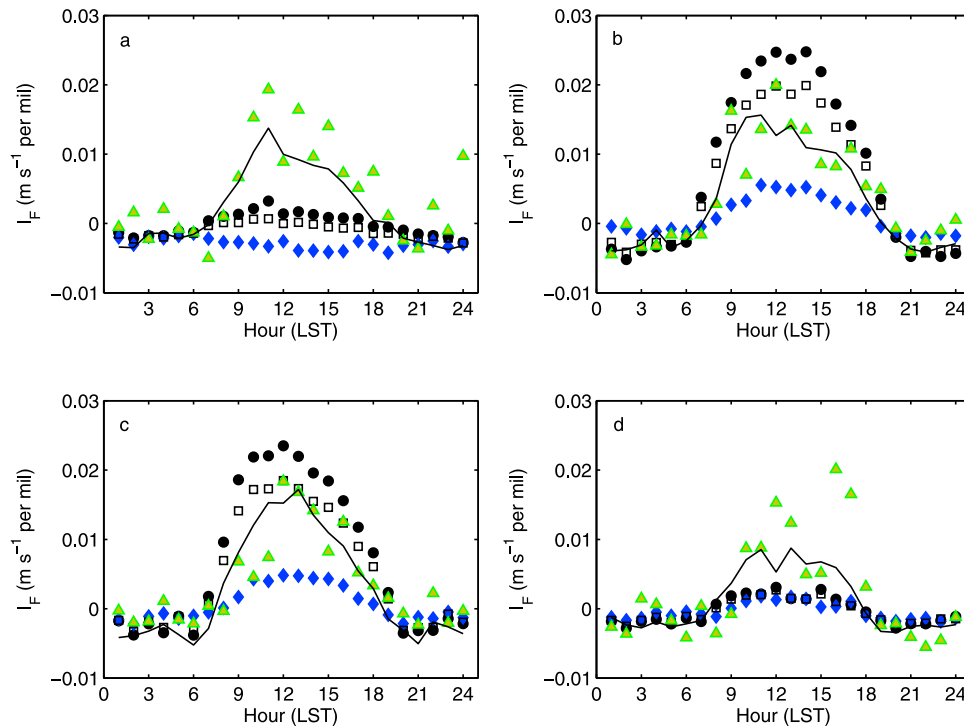 0.03
0.02
0.01
0
−0.01
I_F (m s⁻¹ per mil)
a
3 6 9 12 15 18 21 24
Hour (LST)
0.03
0.02
0.01
0
−0.01
I_F (m s⁻¹ per mil)
b
0 3 6 9 12 15 18 21 24
Hour (LST)
0.03
0.02
0.01
0
−0.01
I_F (m s⁻¹ per mil)
c
3 6 9 12 15 18 21 24
Hour (LST)
0.03
0.02
0.01
0
−0.01
I_F (m s⁻¹ per mil)
d
0 3 6 9 12 15 18 21 24
Hour (LST)